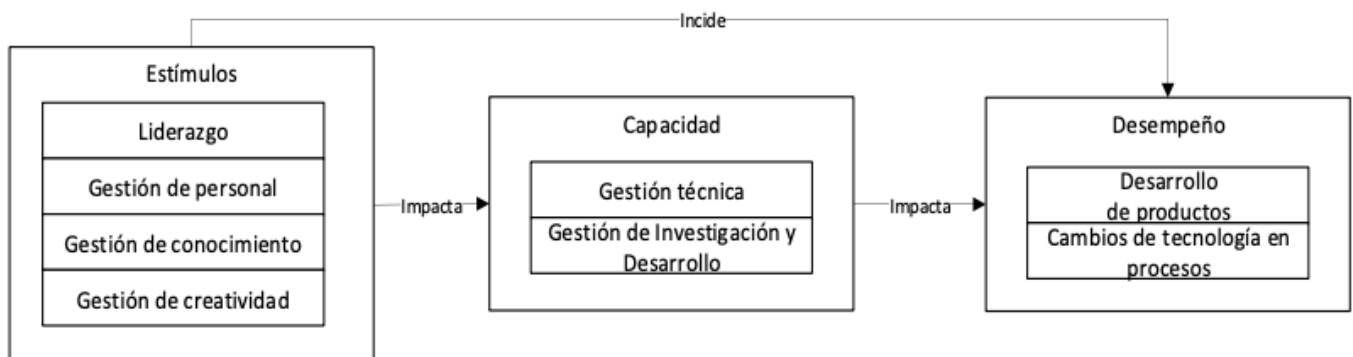 Incide
Estímulos
Liderazgo
Gestión de personal
Gestión de conocimiento
Gestión de creatividad
Impacta
Capacidad
Gestión técnica
Gestión de Investigación y
Desarrollo
Impacta
Desempeño
Desarrollo
de productos
Cambios de tecnología en
procesos